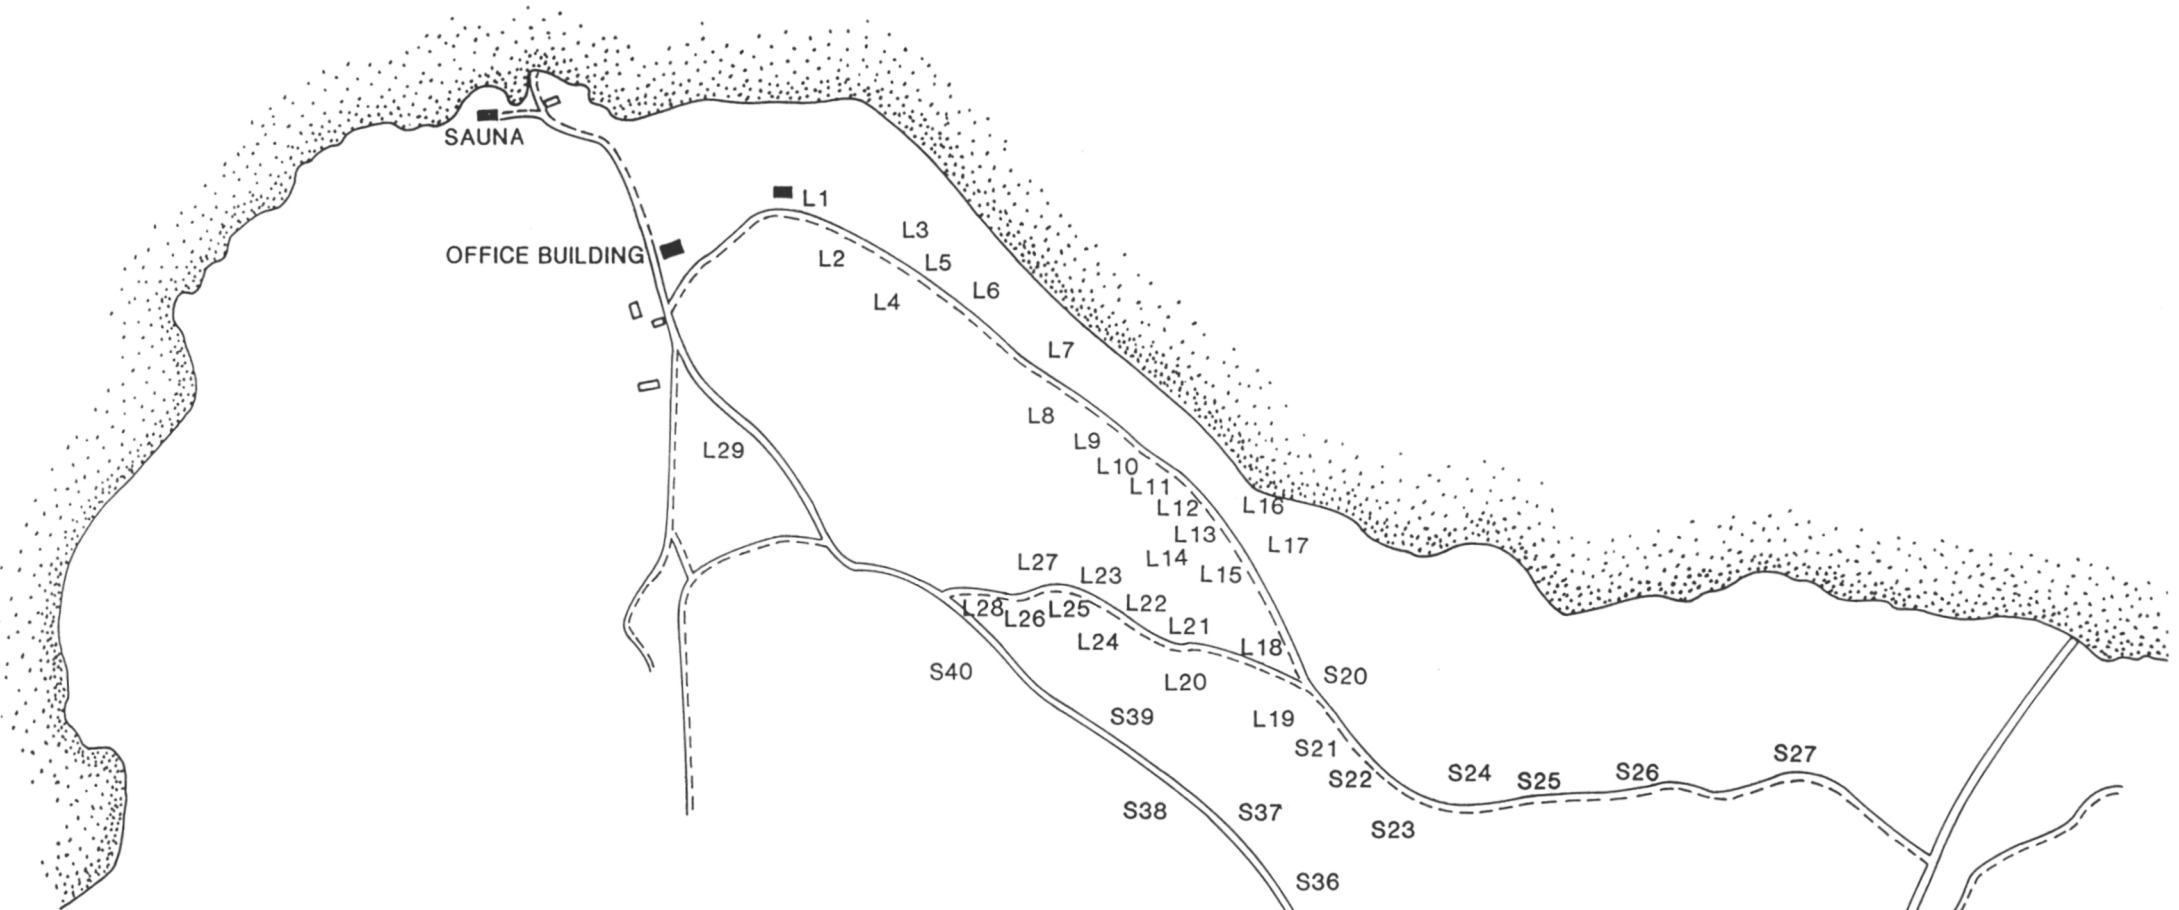 SAUNA
L1
L3
OFFICE BUILDING
L2
L5
L6
L4
L7
L8
L9
L29
L10
L11
L12
L16
L13
L17
L14
L15
L27
L23
L22
L28
L26
L25
L21
L24
L18
S40
L20
S20
S39
L19
S21
S22
S24
S25
S26
S27
S38
S37
S23
S36